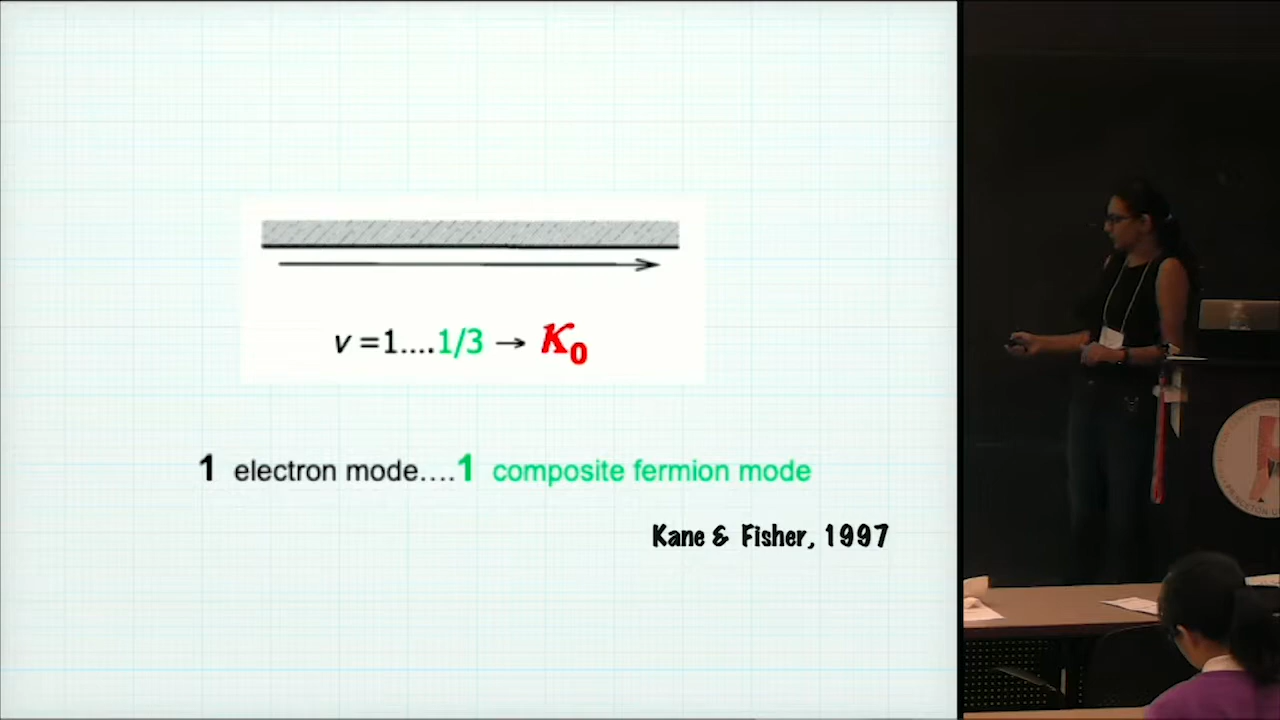 ν =1....1/3 → K₀
1 electron mode....1 composite fermion mode
Kane & Fisher, 1997